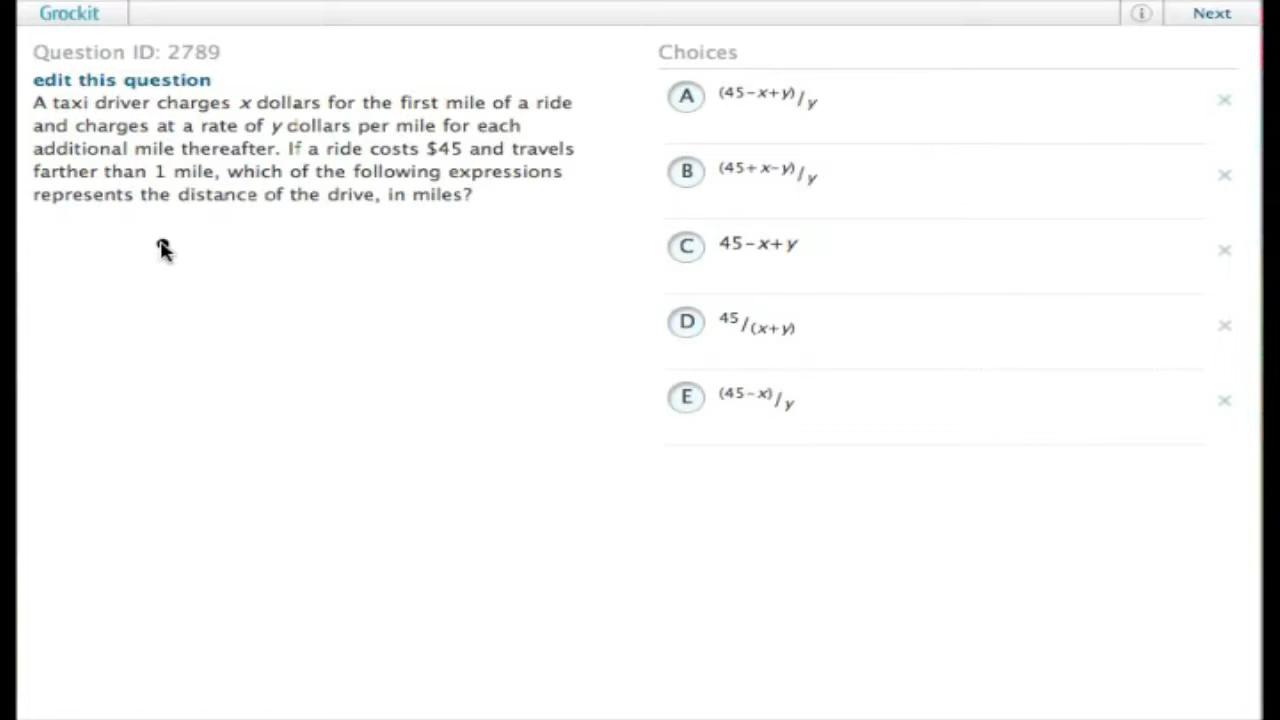 Grockit
Next
Question ID: 2789
edit this question
A taxi driver charges x dollars for the first mile of a ride
and charges at a rate of y dollars per mile for each
additional mile thereafter. If a ride costs $45 and travels
farther than 1 mile, which of the following expressions
represents the distance of the drive, in miles?
Choices
A (45-x+y)/y
B (45+x-y)/y
C 45-x+y
D 45/(x+y)
E (45-x)/y